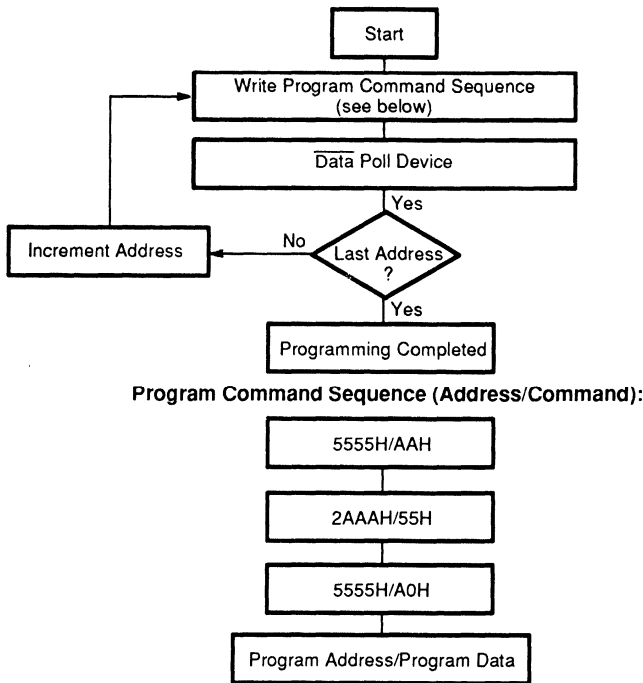 Start
Write Program Command Sequence
(see below)
Data Poll Device
Yes
No
Increment Address
Last Address
?
Yes
Programming Completed
Program Command Sequence (Address/Command):
5555H/AAH
2AAAH/55H
5555H/A0H
Program Address/Program Data